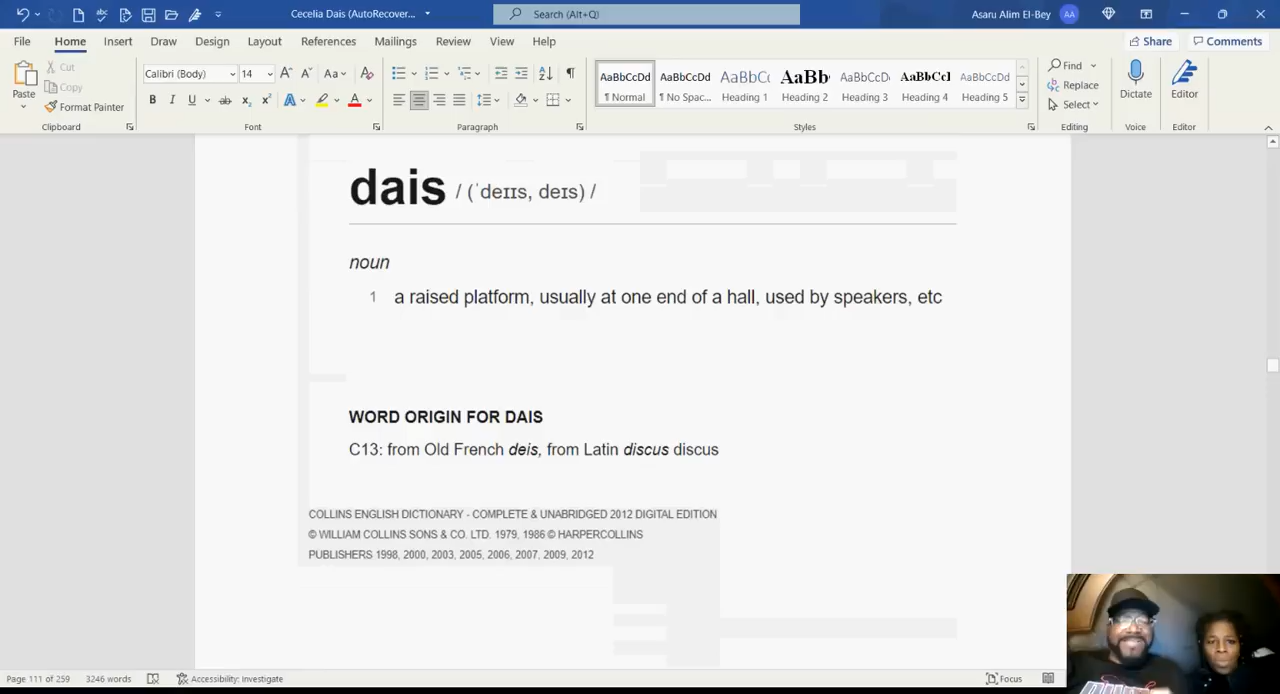 Cecelia Dais (AutoRecover...
Search (Alt+Q)
Asaru Alim El-Bey
AA
File
Home
Insert
Draw
Design
Layout
References
Mailings
Review
View
Help
Share
Comments
Paste
Cut
Copy
Format Painter
Clipboard
Calibri (Body)
14
Font
Paragraph
AaBbCcDd
¶ Normal
AaBbCcDd
¶ No Spac...
AaBbCc
Heading 1
AaBb
Heading 2
AaBbCcDd
Heading 3
AaBbCcl
Heading 4
AaBbCcDd
Heading 5
Styles
Find
Replace
Select
Editing
Dictate
Voice
Editor
Editor
dais / (ˈdeɪɪs, deɪs) /
noun
1 a raised platform, usually at one end of a hall, used by speakers, etc
WORD ORIGIN FOR DAIS
C13: from Old French deis, from Latin discus discus
COLLINS ENGLISH DICTIONARY - COMPLETE & UNABRIDGED 2012 DIGITAL EDITION
© WILLIAM COLLINS SONS & CO. LTD. 1979, 1986 © HARPERCOLLINS
PUBLISHERS 1998, 2000, 2003, 2005, 2006, 2007, 2009, 2012
Page 111 of 259
3246 words
Accessibility: Investigate
Focus